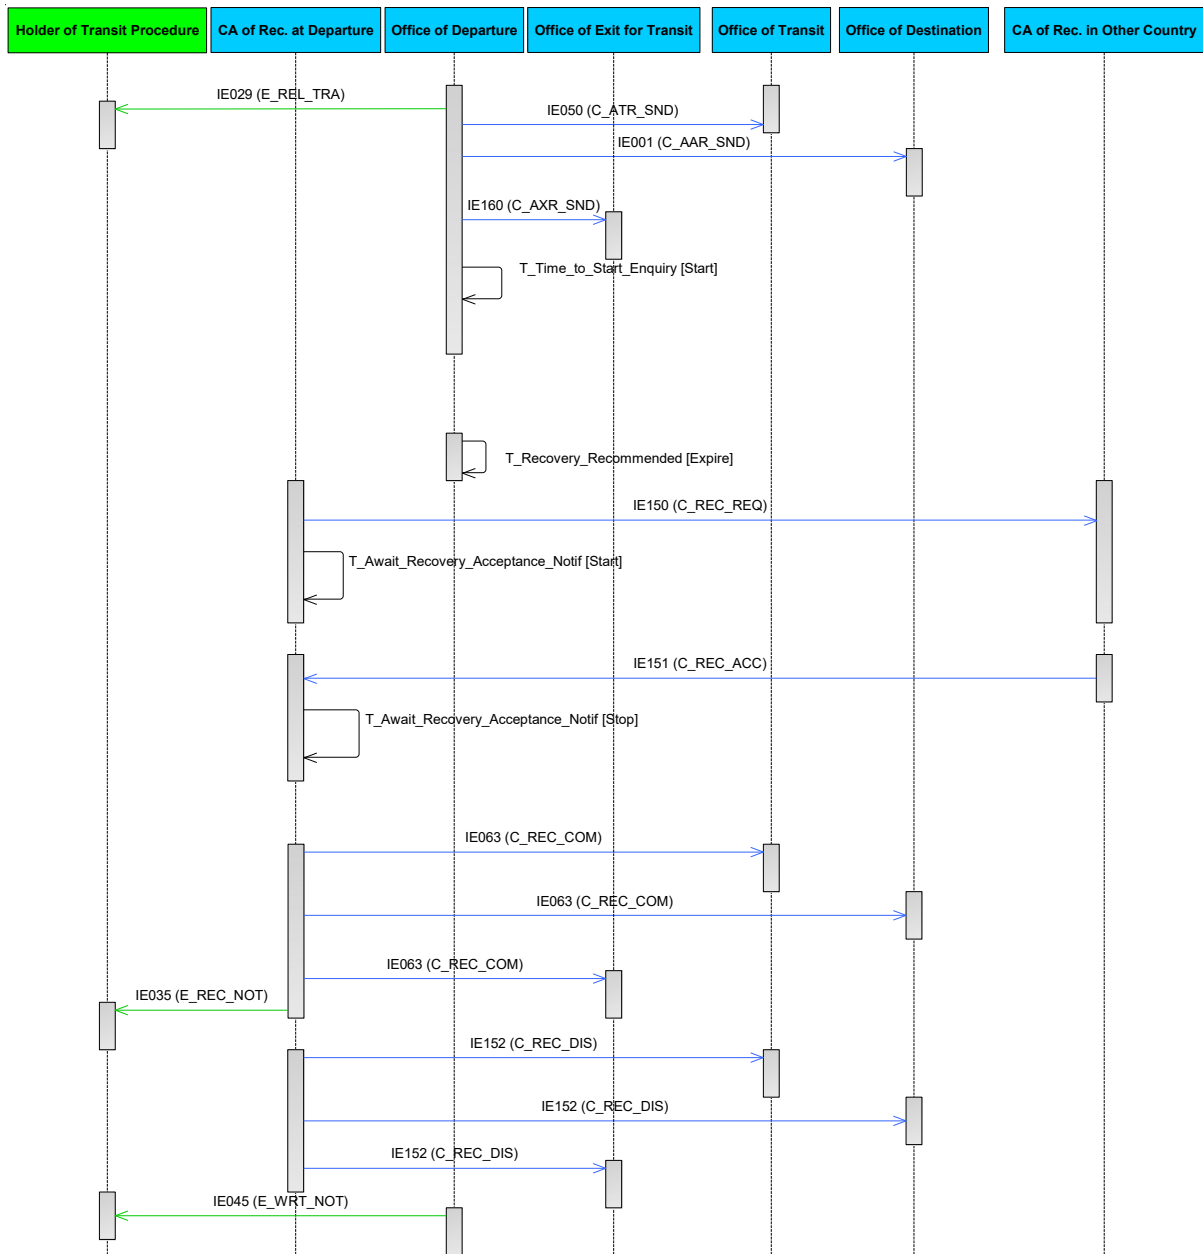 Holder of Transit Procedure
CA of Rec. at Departure
Office of Departure
Office of Exit for Transit
Office of Transit
Office of Destination
CA of Rec. in Other Country
IE029 (E_REL_TRA)
IE050 (C_ATR_SND)
IE001 (C_AAR_SND)
IE160 (C_AXR_SND)
T_Time_to_Start_Enquiry [Start]
T_Recovery_Recommended [Expire]
IE150 (C_REC_REQ)
T_Await_Recovery_Acceptance_Notif [Start]
IE151 (C_REC_ACC)
T_Await_Recovery_Acceptance_Notif [Stop]
IE063 (C_REC_COM)
IE063 (C_REC_COM)
IE063 (C_REC_COM)
IE035 (E_REC_NOT)
IE152 (C_REC_DIS)
IE152 (C_REC_DIS)
IE152 (C_REC_DIS)
IE045 (E_WRT_NOT)